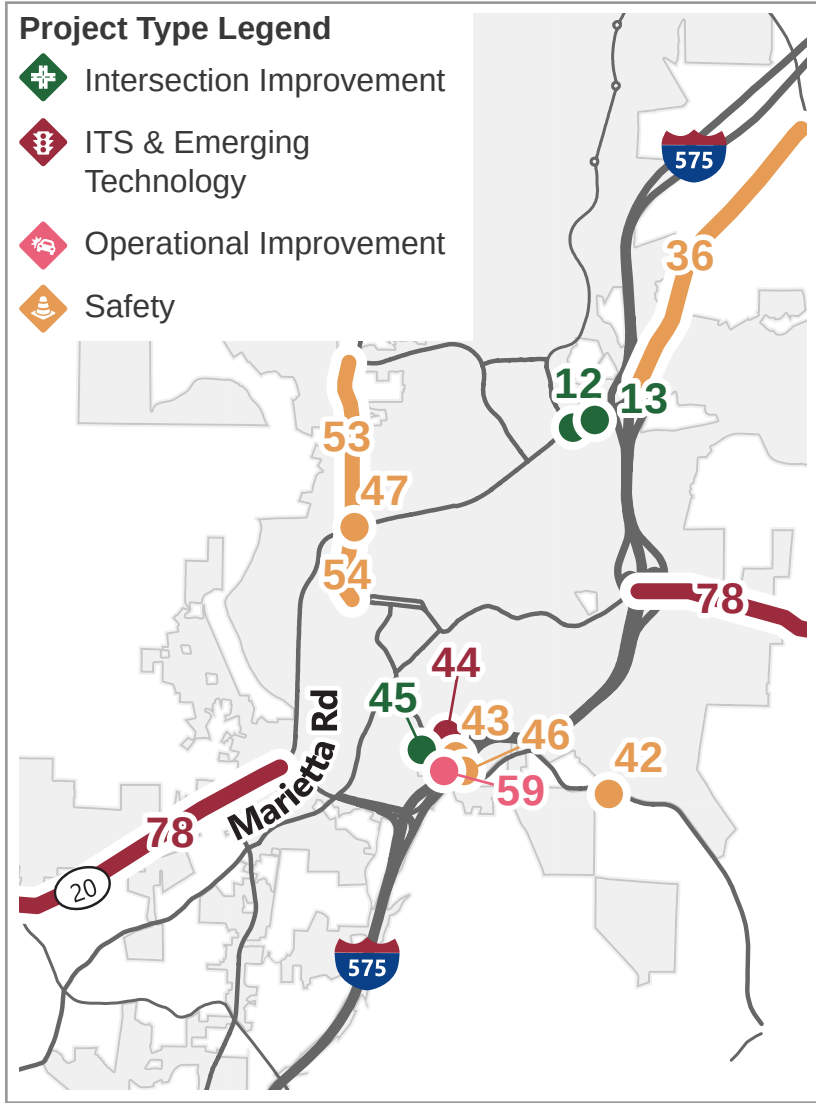 Project Type Legend
Intersection Improvement
ITS & Emerging
Technology
Operational Improvement
Safety
575
36
12
13
53
47
54
78
44
45
43
46
42
59
Marietta Rd
78
20
575